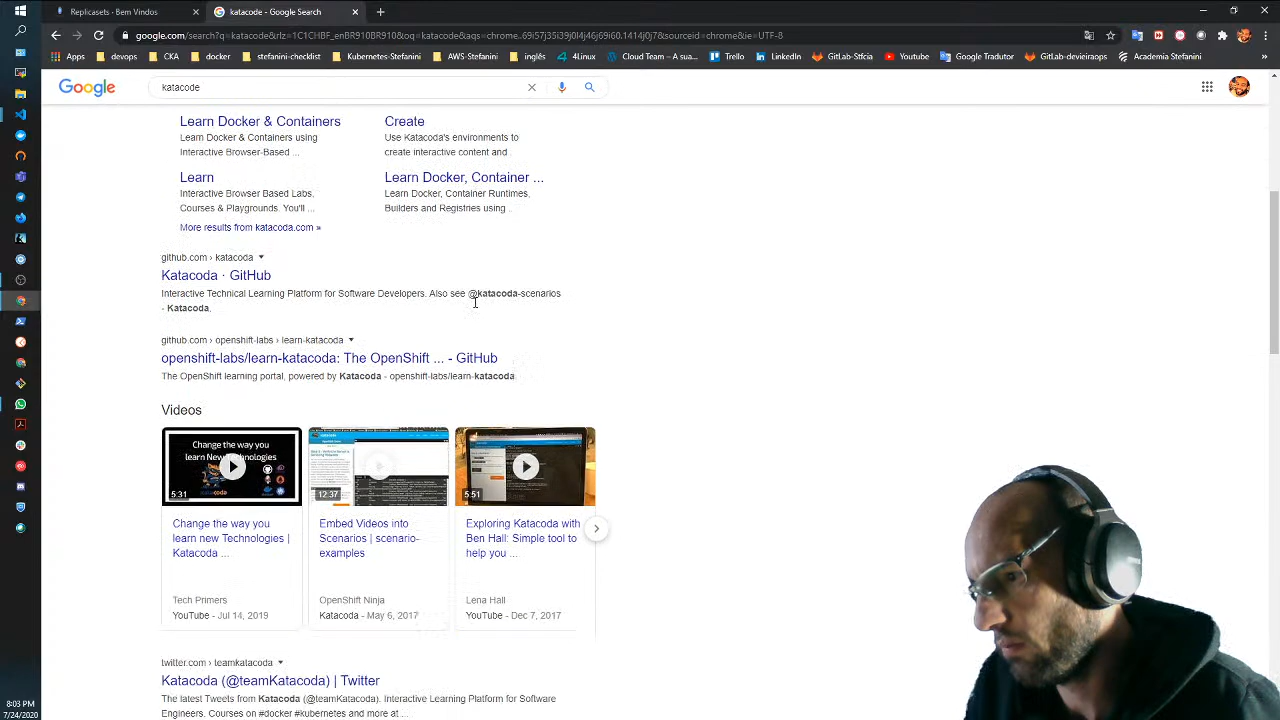 Replicasets - Bem Vindos
katacode - Google Search
google.com/search?q=katacode&rlz=1C1CHBF_enBR910BR910&oq=katacode&aqs=chrome..69i57j35i39j0l4j46j69i60.1414j0j7&sourceid=chrome&ie=UTF-8
Apps devops CKA docker stefanini-checklist Kubernetes-Stefanini AWS-Stefanini inglês 4Linux Cloud Team – A sua... Trello LinkedIn GitLab-Stfcia Youtube Google Tradutor GitLab-devieiraops Academia Stefanini
Google
katacode
Learn Docker & Containers
Learn Docker & Containers using
Interactive Browser-Based ...
Create
Use Katacoda's environments to
create interactive content and ...
Learn
Interactive Browser Based Labs,
Courses & Playgrounds. You'll ...
Learn Docker, Container ...
Learn Docker, Container Runtimes,
Builders and Registries using ...
More results from katacoda.com »
github.com › katacoda
Katacoda · GitHub
Interactive Technical Learning Platform for Software Developers. Also see @katacoda-scenarios
- Katacoda.
github.com › openshift-labs › learn-katacoda
openshift-labs/learn-katacoda: The OpenShift ... - GitHub
The OpenShift learning portal, powered by Katacoda - openshift-labs/learn-katacoda.
Videos
Change the way you
learn New Technologies
5:31
12:37
5:51
Change the way you
learn new Technologies |
Katacoda ...
Tech Primers
YouTube - Jul 14, 2019
Embed Videos into
Scenarios | scenario-
examples
OpenShift Ninja
Katacoda - May 6, 2017
Exploring Katacoda with
Ben Hall: Simple tool to
help you ...
Lena Hall
YouTube - Dec 7, 2017
twitter.com › teamkatacoda
Katacoda (@teamKatacoda) | Twitter
The latest Tweets from Katacoda (@teamKatacoda). Interactive Learning Platform for Software
Engineers. Courses on #docker #kubernetes and more at....
8:03 PM
7/24/2020